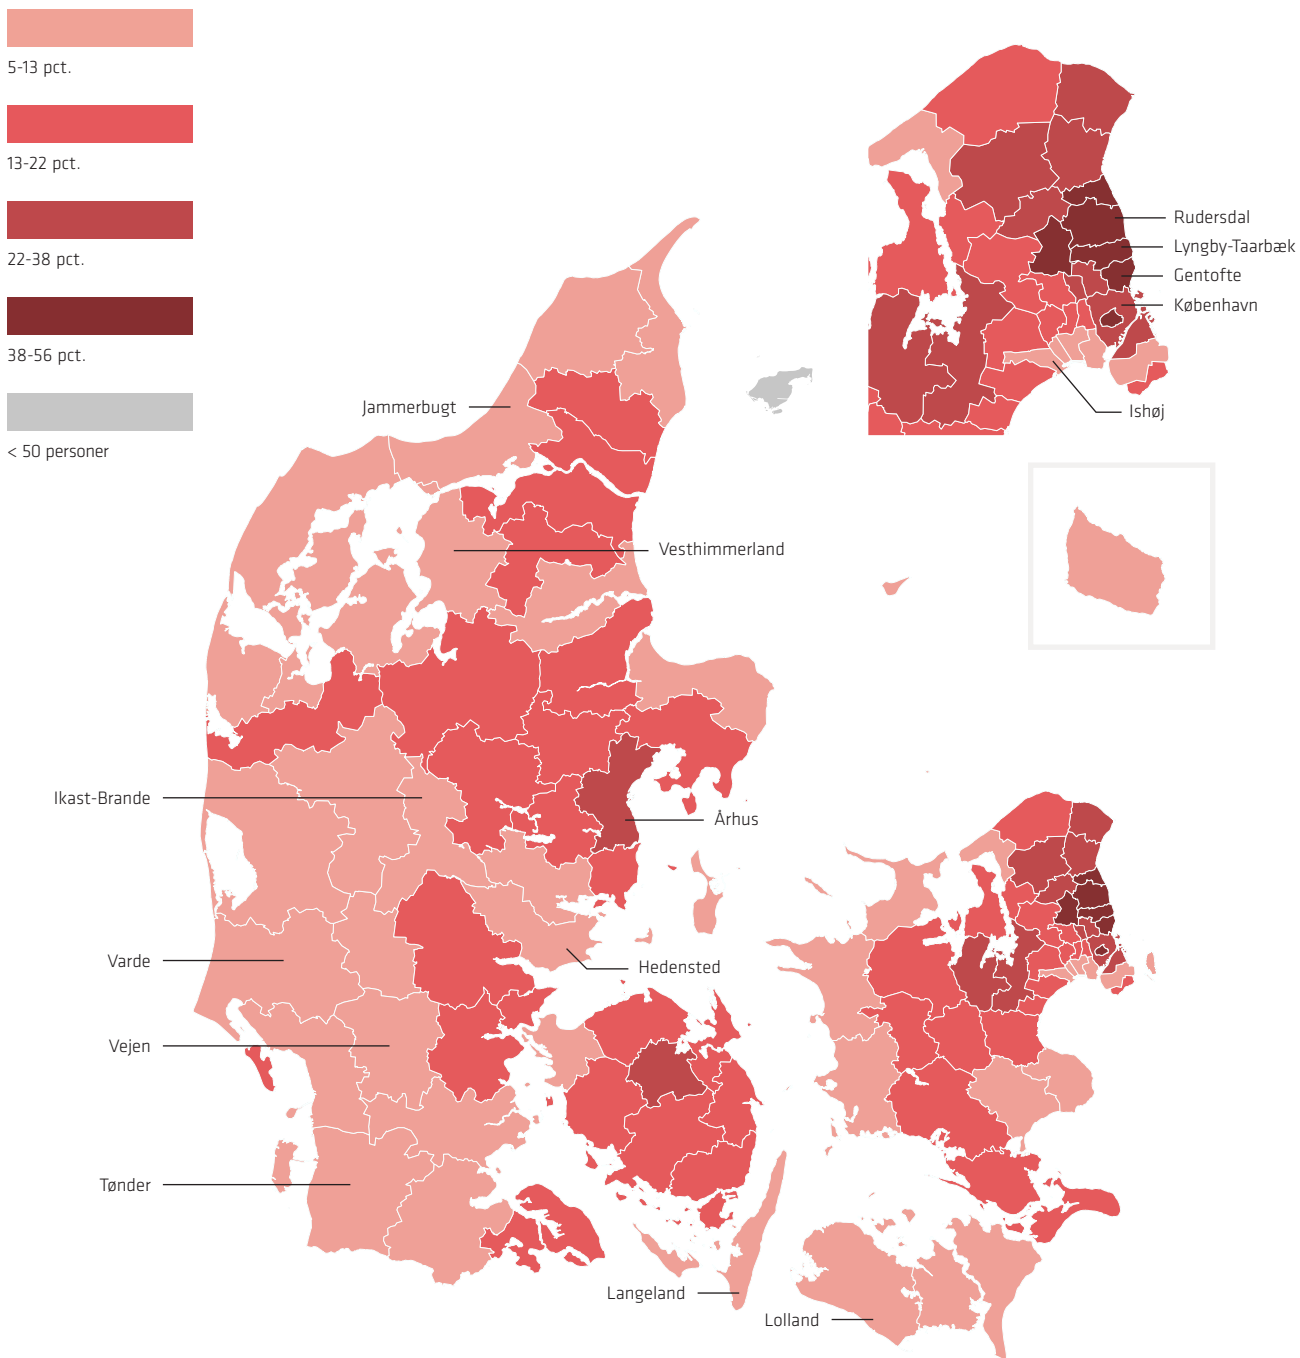 5-13 pct.
13-22 pct.
22-38 pct.
38-56 pct.
< 50 personer
Rudersdal
Lyngby-Taarbæk
Gentofte
København
Ishøj
Jammerbugt
Vesthimmerland
Ikast-Brande
Århus
Varde
Hedensted
Vejen
Tønder
Langeland
Lolland